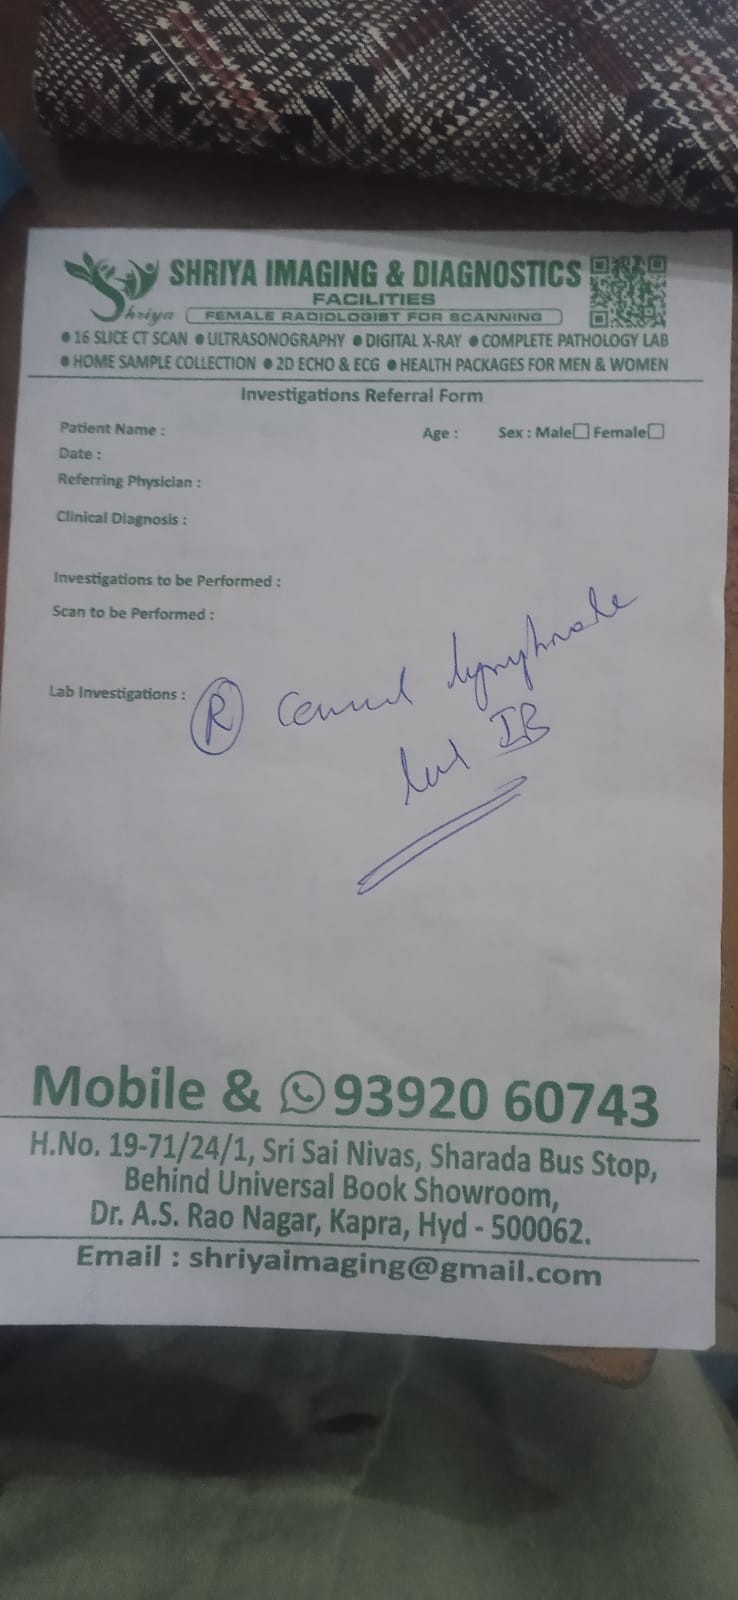 SHRIYA IMAGING & DIAGNOSTICS
Shriya
FACILITIES
FEMALE RADIOLOGIST FOR SCANNING
● 16 SLICE CT SCAN ● ULTRASONOGRAPHY ● DIGITAL X-RAY ● COMPLETE PATHOLOGY LAB
● HOME SAMPLE COLLECTION ● 2D ECHO & ECG ● HEALTH PACKAGES FOR MEN & WOMEN
Investigations Referral Form
Patient Name : Age : Sex : Male☐ Female☐
Date :
Referring Physician :
Clinical Diagnosis :
Investigations to be Performed :
Scan to be Performed :
Lab Investigations : R lymphnode
IB
Mobile & 93920 60743
H.No. 19-71/24/1, Sri Sai Nivas, Sharada Bus Stop,
Behind Universal Book Showroom,
Dr. A.S. Rao Nagar, Kapra, Hyd - 500062.
Email : shriyaimaging@gmail.com